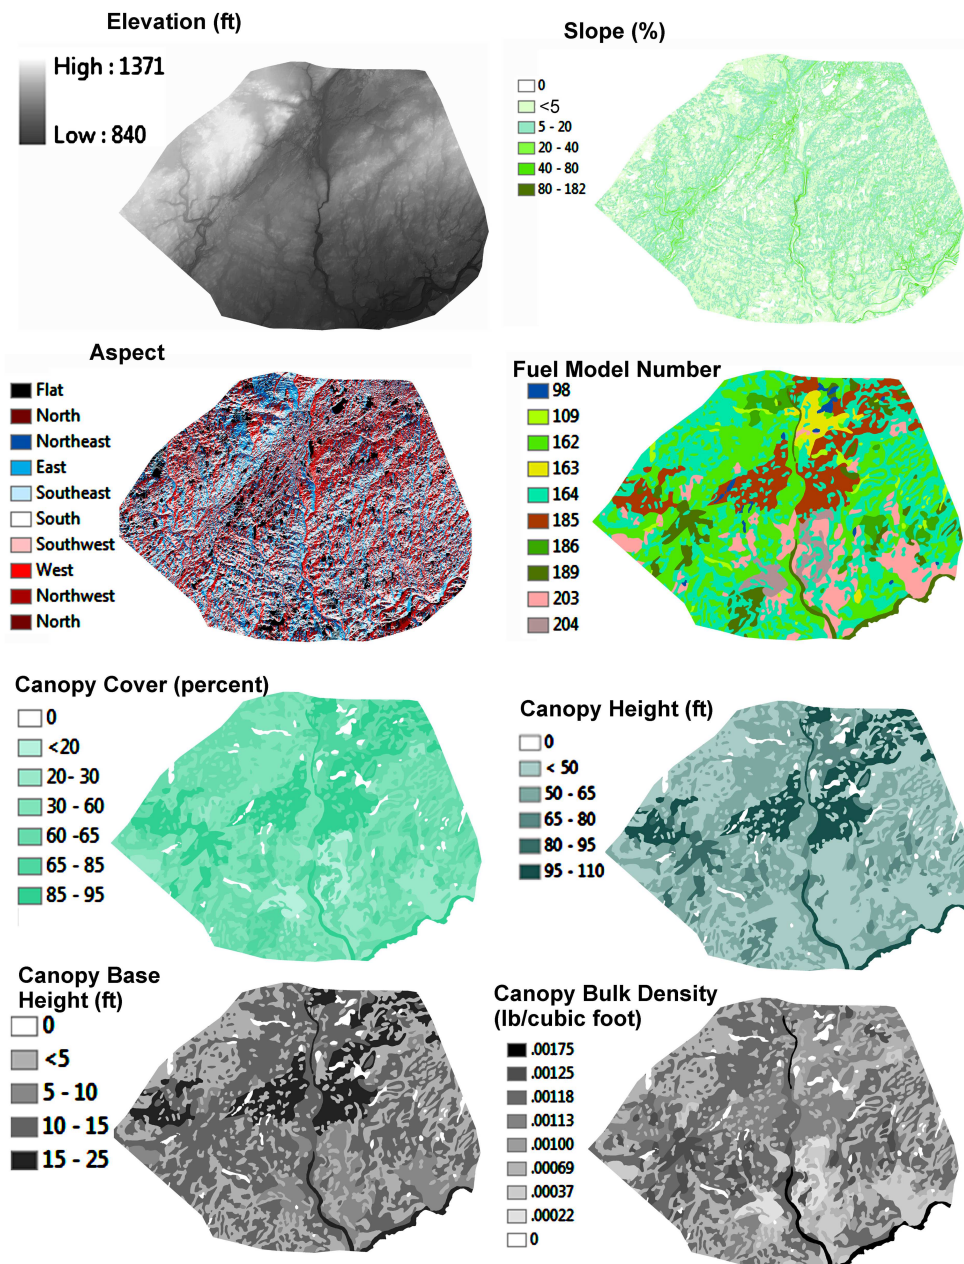 Elevation (ft)
High : 1371
Low : 840
Slope (%)
0
<5
5 - 20
20 - 40
40 - 80
80 - 182
Aspect
Flat
North
Northeast
East
Southeast
South
Southwest
West
Northwest
North
Fuel Model Number
98
109
162
163
164
185
186
189
203
204
Canopy Cover (percent)
0
<20
20- 30
30 - 60
60 -65
65 - 85
85 - 95
Canopy Height (ft)
0
< 50
50 - 65
65 - 80
80 - 95
95 - 110
Canopy Base
Height (ft)
0
<5
5 - 10
10 - 15
15 - 25
Canopy Bulk Density
(lb/cubic foot)
.00175
.00125
.00118
.00113
.00100
.00069
.00037
.00022
0